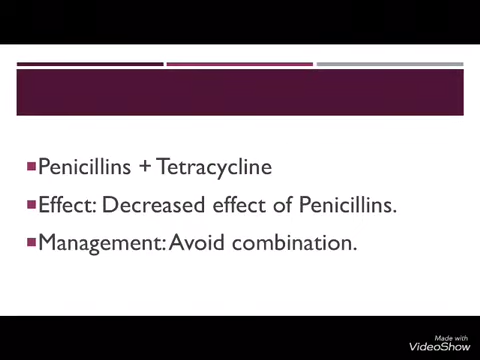 Penicillins + Tetracycline
Effect: Decreased effect of Penicillins.
Management: Avoid combination.
Made with
VideoShow